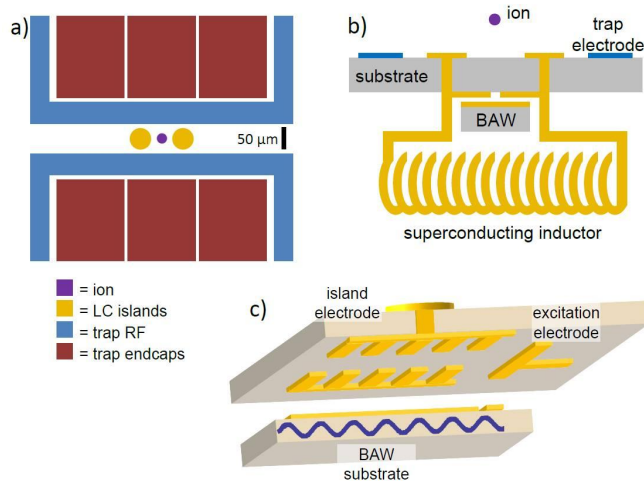 a)
50 µm
= ion
= LC islands
= trap RF
= trap endcaps
b)
ion
trap
electrode
substrate
BAW
superconducting inductor
c)
island
electrode
excitation
electrode
BAW
substrate